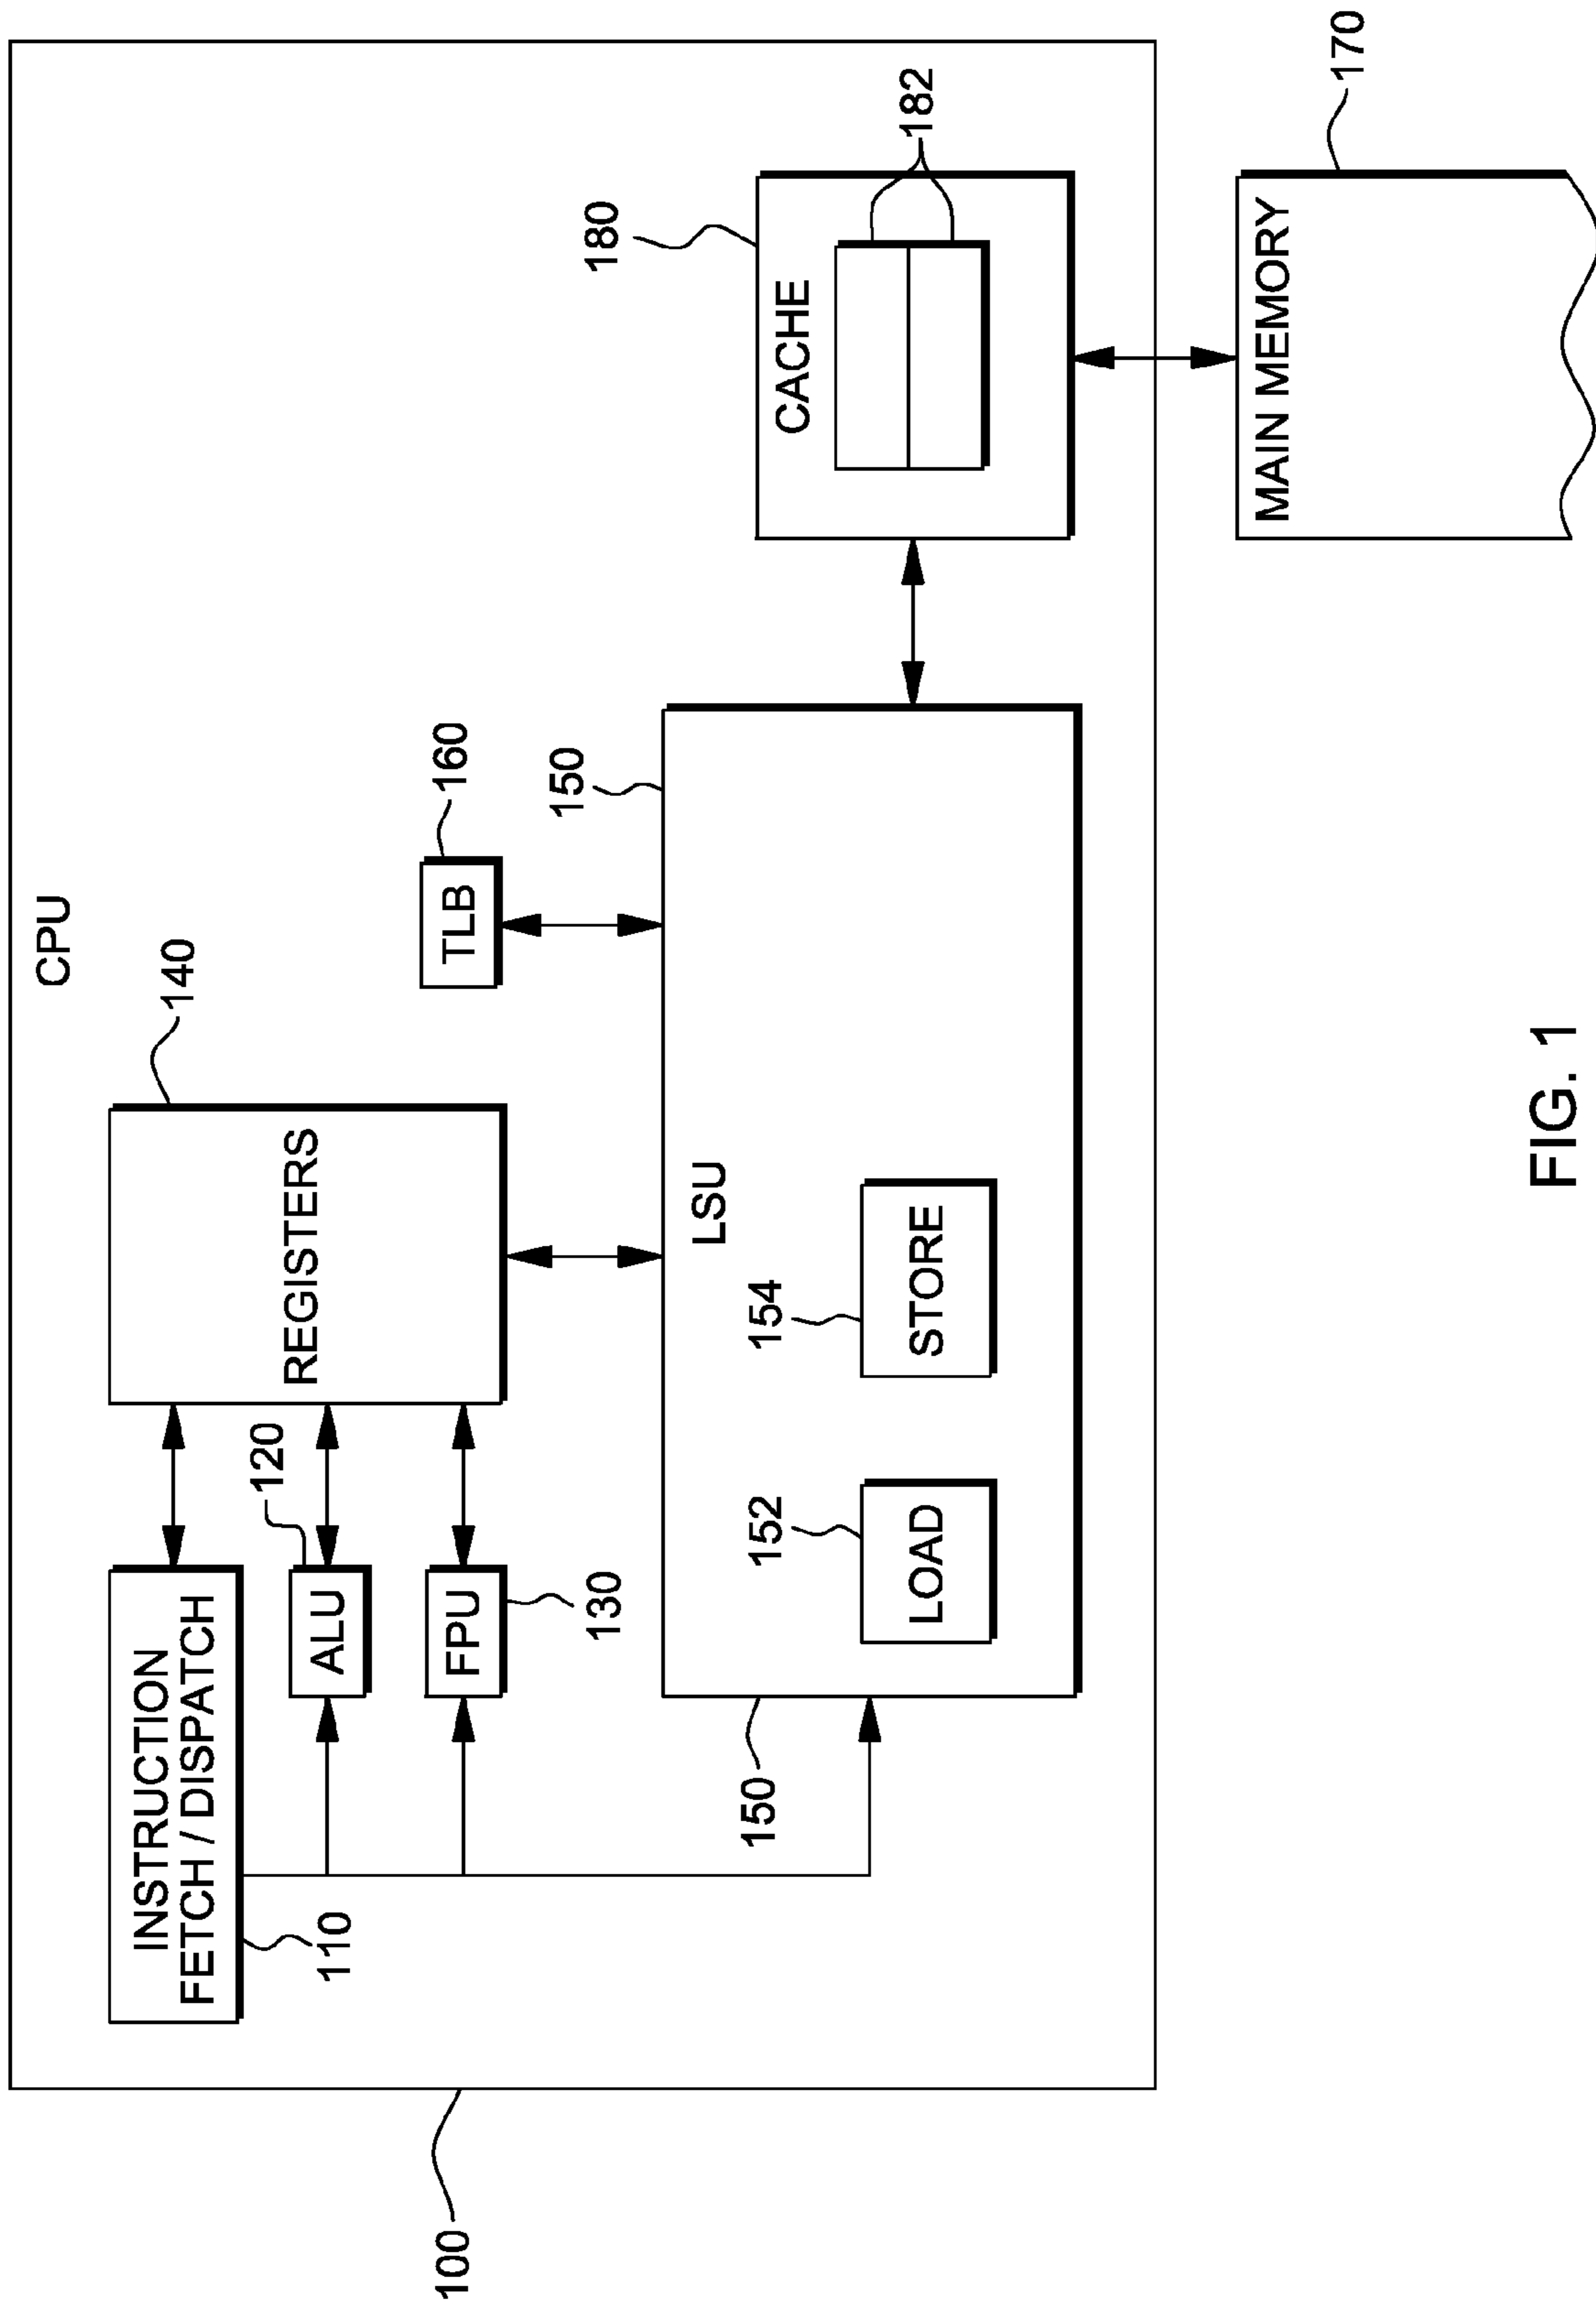 CPU
100
INSTRUCTION
FETCH / DISPATCH
110
ALU
120
FPU
130
REGISTERS
140
TLB
160
150
LSU
150
LOAD
152
STORE
154
CACHE
180
182
MAIN MEMORY
170
FIG. 1